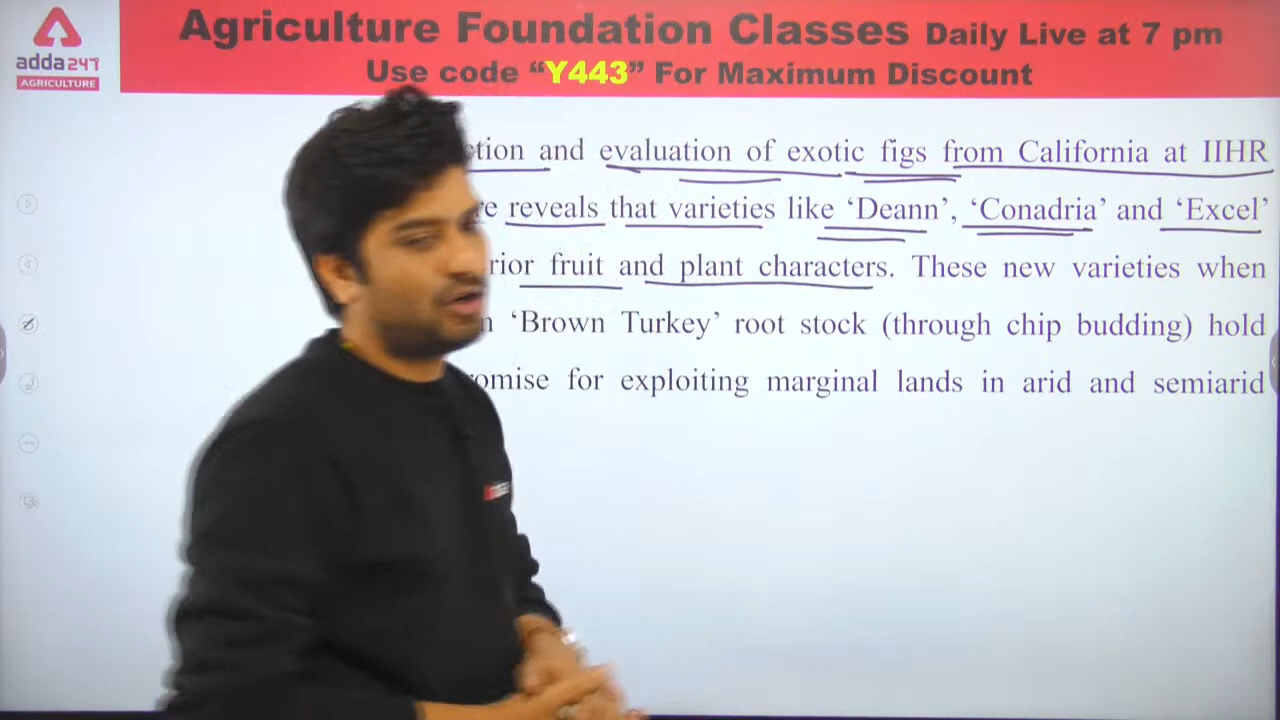 Agriculture Foundation Classes Daily Live at 7 pm
Use code “Y443” For Maximum Discount
adda247
AGRICULTURE
and evaluation of exotic figs from California at IIHR
reveals that varieties like ‘Deann’, ‘Conadria’ and ‘Excel’
fruit and plant characters. These new varieties when
‘Brown Turkey’ root stock (through chip budding) hold
for exploiting marginal lands in arid and semiarid